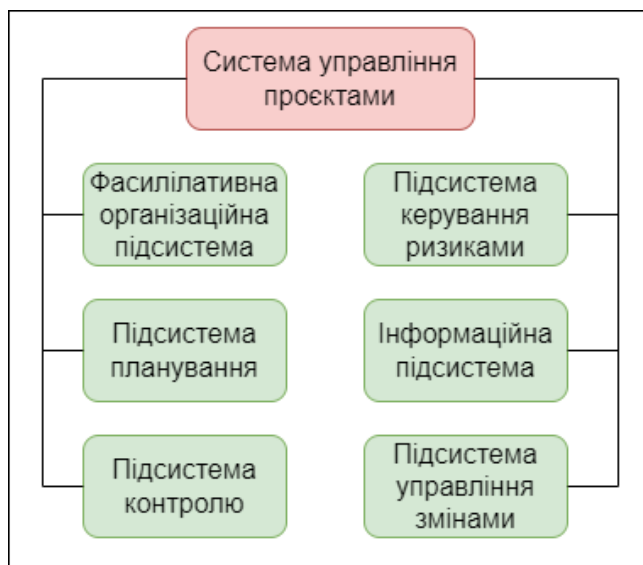 Система управління
проєктами
Фасилілативна
організаційна
підсистема
Підсистема
керування
ризиками
Підсистема
планування
Інформаційна
підсистема
Підсистема
контролю
Підсистема
управління
змінами